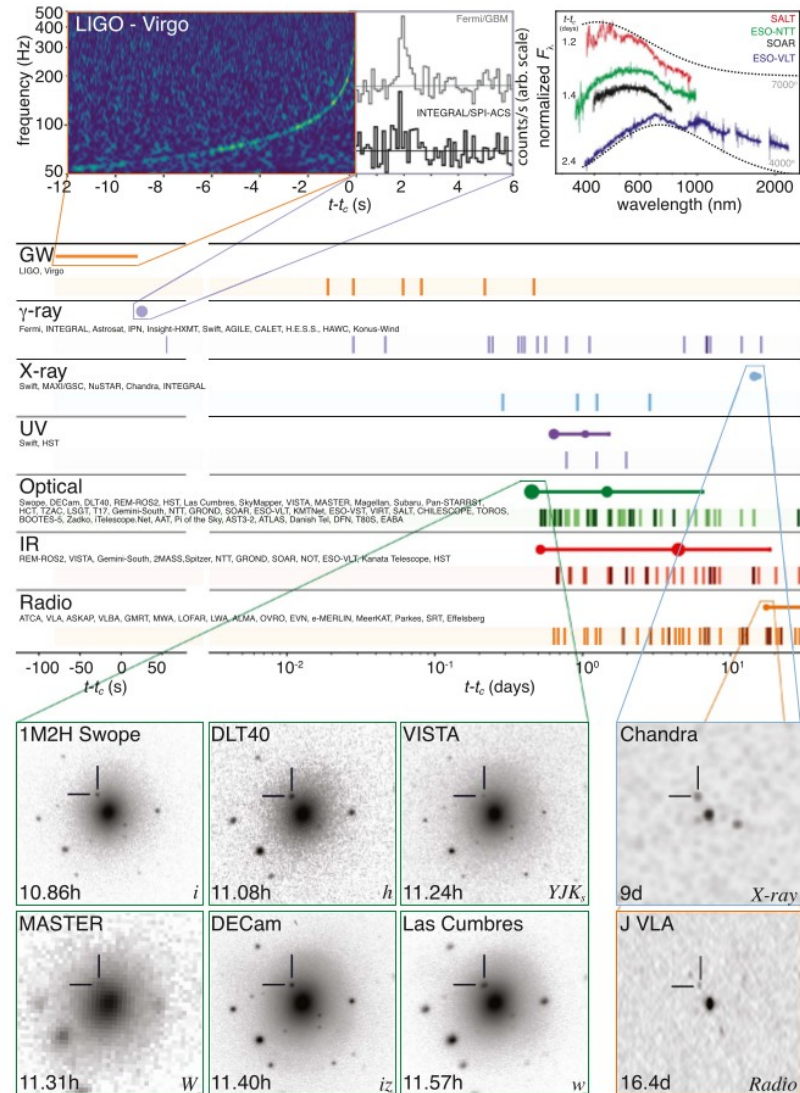 LIGO - Virgo
frequency (Hz)
500
400
300
200
100
50
-12 -10 -8 -6 -4 -2 0 2 4 6
t-tc (s)
Fermi/GBM
INTEGRAL/SPI-ACS
counts/s (arb. scale)
normalized Fλ
t-tc
(days)
1.2
1.4
2.4
SALT
ESO-NTT
SOAR
ESO-VLT
7000°
4000°
400 600 1000 2000
wavelength (nm)
GW
LIGO, Virgo
γ-ray
Fermi, INTEGRAL, Astrosat, IPN, Insight-HXMT, Swift, AGILE, CALET, H.E.S.S., HAWC, Konus-Wind
X-ray
Swift, MAXI/GSC, NuSTAR, Chandra, INTEGRAL
UV
Swift, HST
Optical
Swope, DECam, DLT40, REM-ROS2, HST, Las Cumbres, SkyMapper, VISTA, MASTER, Magellan, Subaru, Pan-STARRS1,
HCT, TZAC, LSGT, T17, Gemini-South, NTT, GROND, SOAR, ESO-VLT, KMTNet, ESO-VST, VIRT, SALT, CHILESCOPE, TOROS,
BOOTES-5, Zadko, iTelescope.Net, AAT, Pi of the Sky, AST3-2, ATLAS, Danish Tel, DFN, T80S, EABA
IR
REM-ROS2, VISTA, Gemini-South, 2MASS,Spitzer, NTT, GROND, SOAR, NOT, ESO-VLT, Kanata Telescope, HST
Radio
ATCA, VLA, ASKAP, VLBA, GMRT, MWA, LOFAR, LWA, ALMA, OVRO, EVN, e-MERLIN, MeerKAT, Parkes, SRT, Effelsberg
-100 -50 0 50 10⁻² 10⁻¹ 10⁰ 10¹
t-tc (s) t-tc (days)
1M2H Swope
10.86h i
DLT40
11.08h h
VISTA
11.24h YJKs
Chandra
9d X-ray
MASTER
11.31h W
DECam
11.40h iz
Las Cumbres
11.57h w
J VLA
16.4d Radio